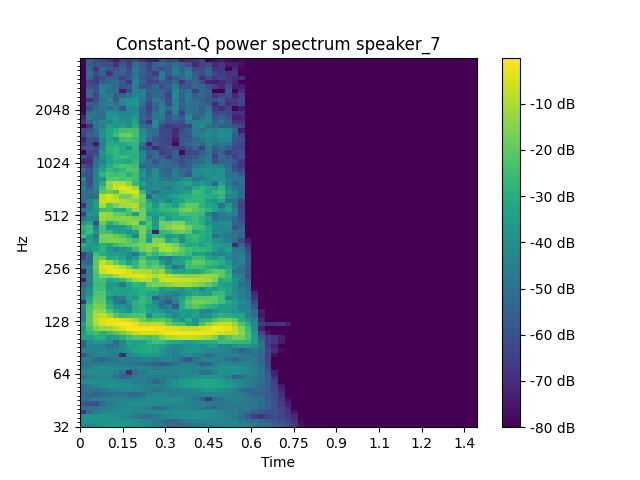 Constant-Q power spectrum speaker_7
Hz
2048
1024
512
256
128
64
32
0 0.15 0.3 0.45 0.6 0.75 0.9 1.1 1.2 1.4
Time
-10 dB
-20 dB
-30 dB
-40 dB
-50 dB
-60 dB
-70 dB
-80 dB